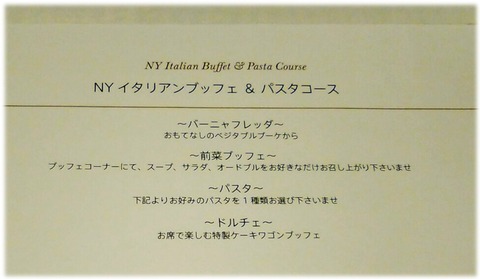 NY Italian Buffet & Pasta Course
NY イタリアンブッフェ & パスタコース
～バーニャフレッダ～
おもてなしのベジタブルブーケから
～前菜ブッフェ～
ブッフェコーナーにて、スープ、サラダ、オードブルをお好きなだけお召し上がり下さいませ
～パスタ～
下記よりお好みのパスタを1種類お選び下さいませ
～ドルチェ～
お席で楽しむ特製ケーキワゴンブッフェ